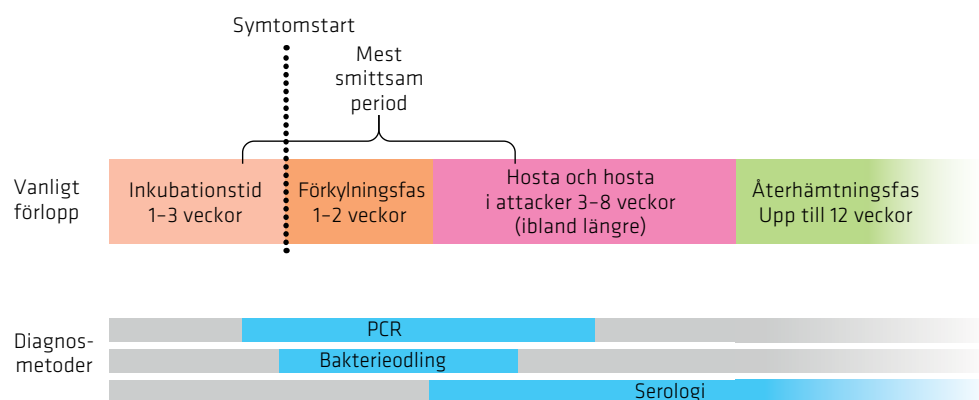 Symtomstart
Mest
smittsam
period
Vanligt
förlopp
Inkubationstid
1–3 veckor
Förkylningsfas
1–2 veckor
Hosta och hosta
i attacker 3–8 veckor
(ibland längre)
Återhämtningsfas
Upp till 12 veckor
Diagnos-
metoder
PCR
Bakterieodling
Serologi